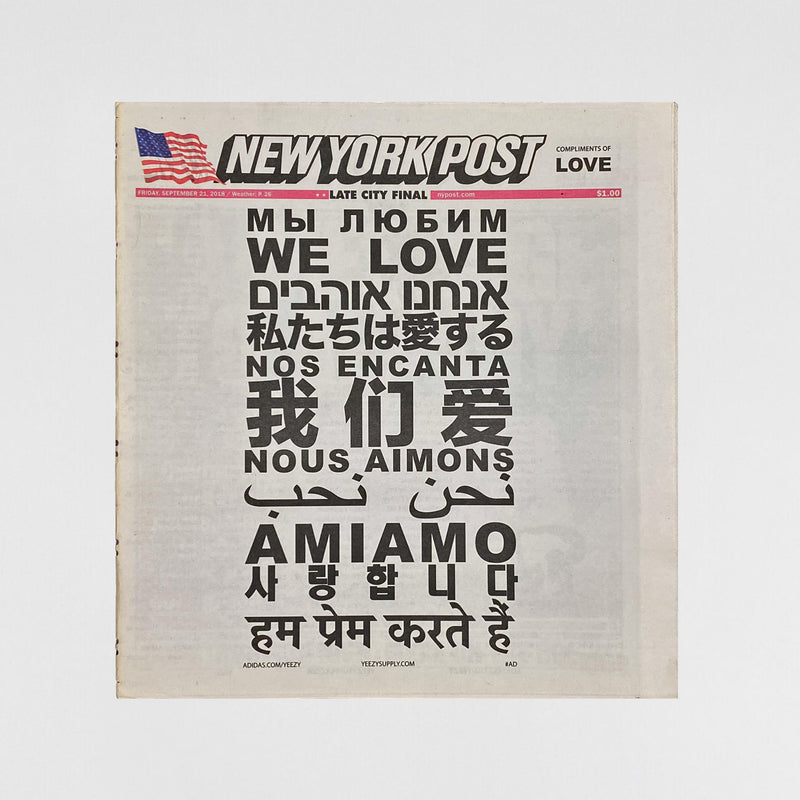 NEW YORK POST
COMPLIMENTS OF
LOVE
FRIDAY, SEPTEMBER 21, 2018 / Weather: P. 26
★★ LATE CITY FINAL
nypost.com
$1.00
МЫ ЛЮБИМ
WE LOVE
אנחנו אוהבים
私たちは愛する
NOS ENCANTA
我们爱
NOUS AIMONS
نحن نحب
AMIAMO
사랑합니다
हम प्रेम करते हैं
ADIDAS.COM/YEEZY
YEEZYSUPPLY.COM
#AD